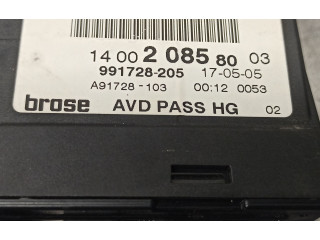 14 00 2 085 80 03
991728-205 17-05-05
A91728-103 00:12 0053
brose AVD PASS HG 02